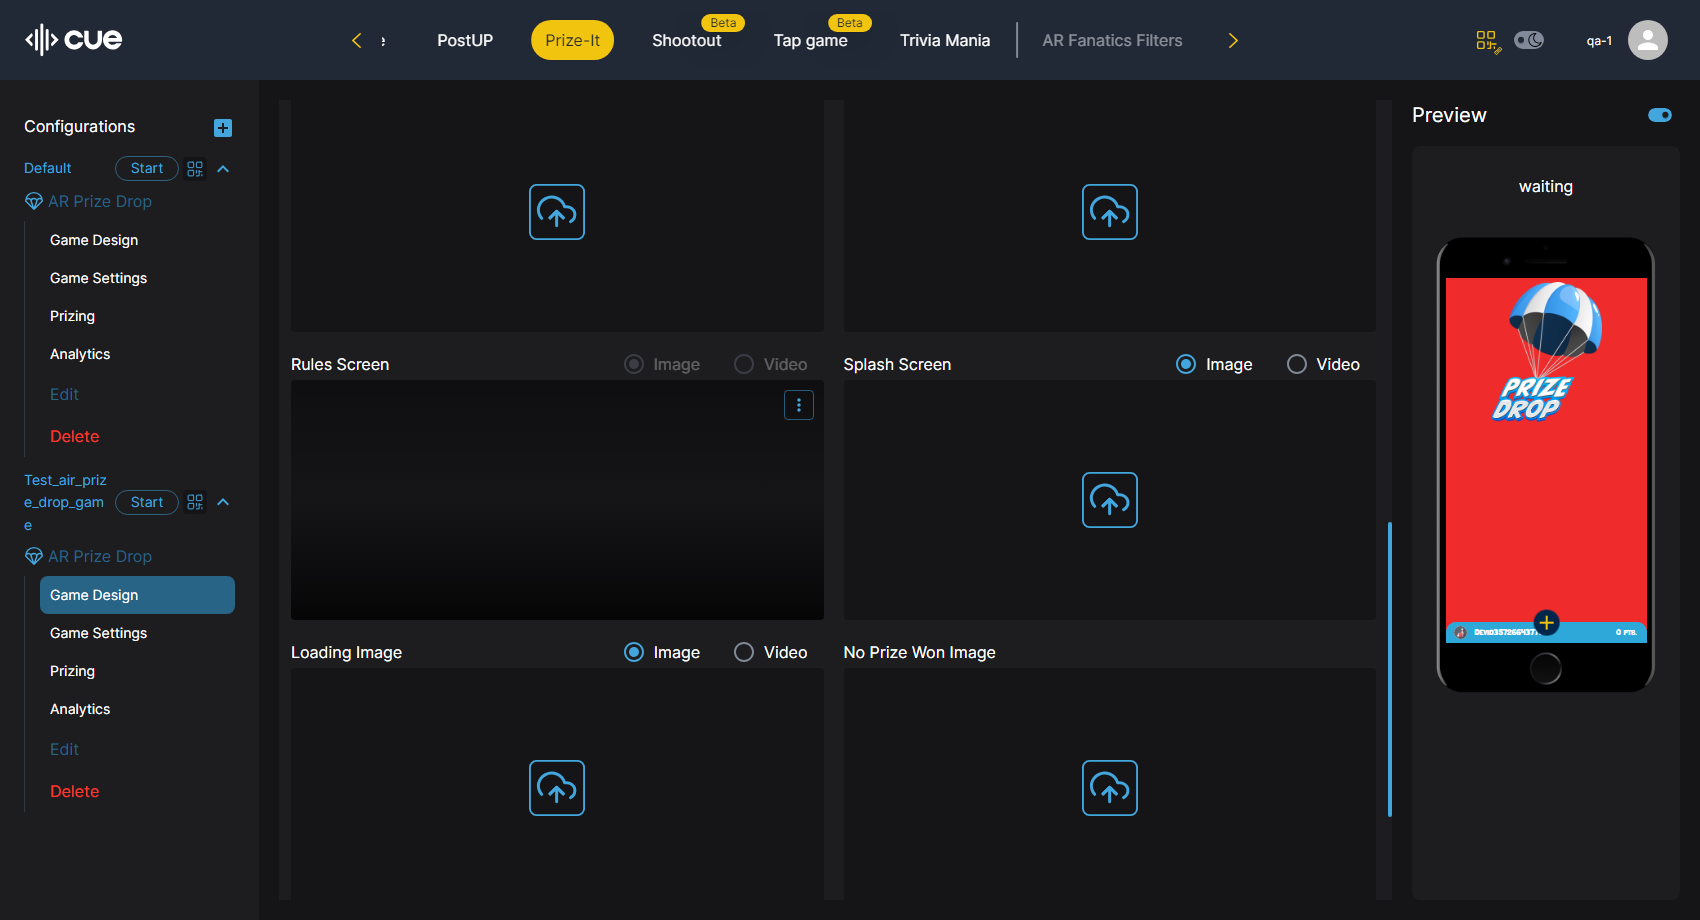 cue
PostUP
Prize-It
Shootout
Beta
Tap game
Beta
Trivia Mania
AR Fanatics Filters
qa-1
Configurations
Default
Start
AR Prize Drop
Game Design
Game Settings
Prizing
Analytics
Edit
Delete
Test_air_priz
e_drop_gam
e
Start
AR Prize Drop
Game Design
Game Settings
Prizing
Analytics
Edit
Delete
Rules Screen
Image
Video
Splash Screen
Image
Video
Loading Image
Image
Video
No Prize Won Image
Preview
waiting
PRIZE
DROP
0 PTS.